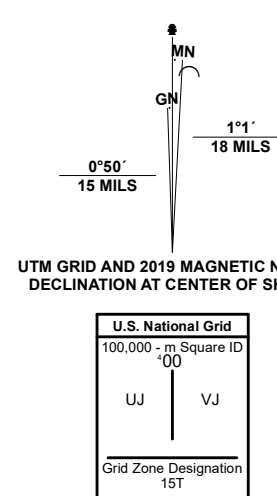 MN
GN
1°1´
18 MILS
0°50´
15 MILS
UTM GRID AND 2019 MAGNETIC N
DECLINATION AT CENTER OF SH
U.S. National Grid
100,000 - m Square ID
⁴00
UJ VJ
Grid Zone Designation
15T